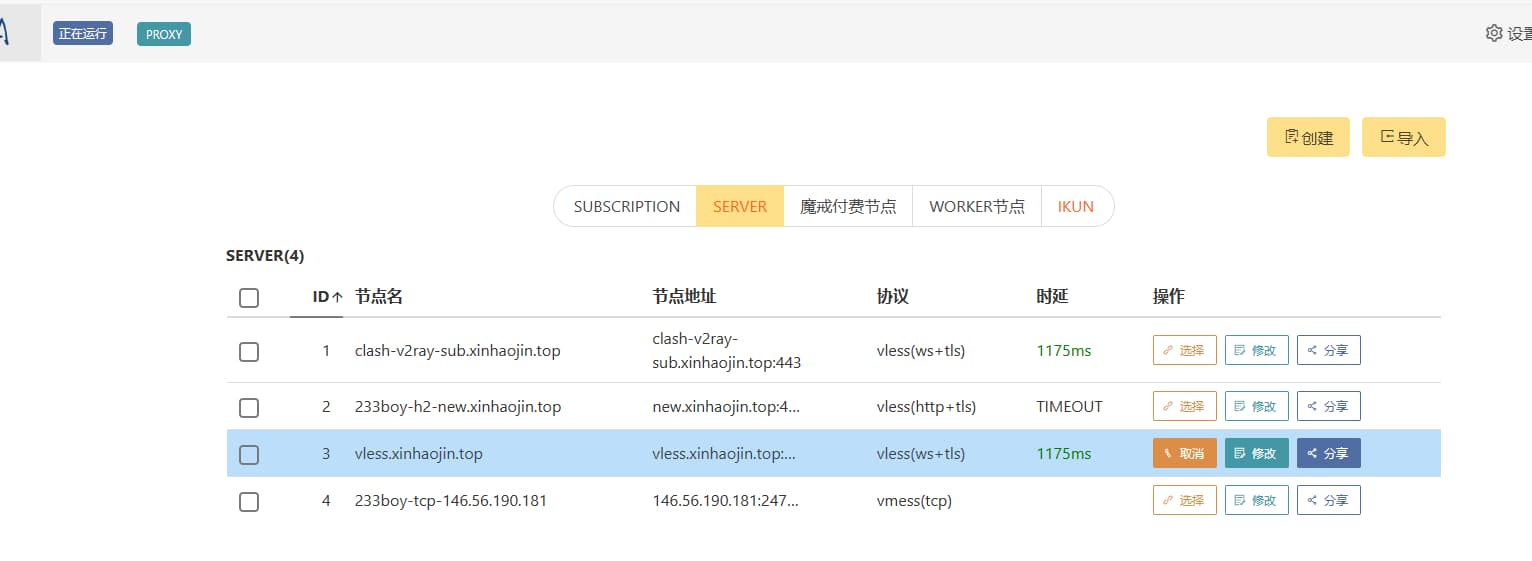 正在运行 PROXY 设置
创建 导入
SUBSCRIPTION SERVER 魔戒付费节点 WORKER节点 IKUN
SERVER(4)
ID 节点名 节点地址 协议 时延 操作
1 clash-v2ray-sub.xinhaojin.top clash-v2ray-
sub.xinhaojin.top:443 vless(ws+tls) 1175ms 选择 修改 分享
2 233boy-h2-new.xinhaojin.top new.xinhaojin.top:4... vless(http+tls) TIMEOUT 选择 修改 分享
3 vless.xinhaojin.top vless.xinhaojin.top:... vless(ws+tls) 1175ms 取消 修改 分享
4 233boy-tcp-146.56.190.181 146.56.190.181:247... vmess(tcp) 选择 修改 分享